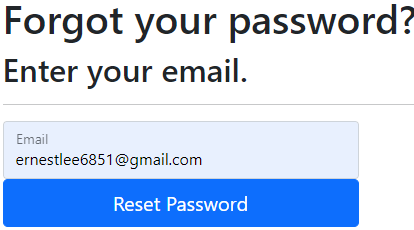 Forgot your password?
Enter your email.
Email
ernestlee6851@gmail.com
Reset Password